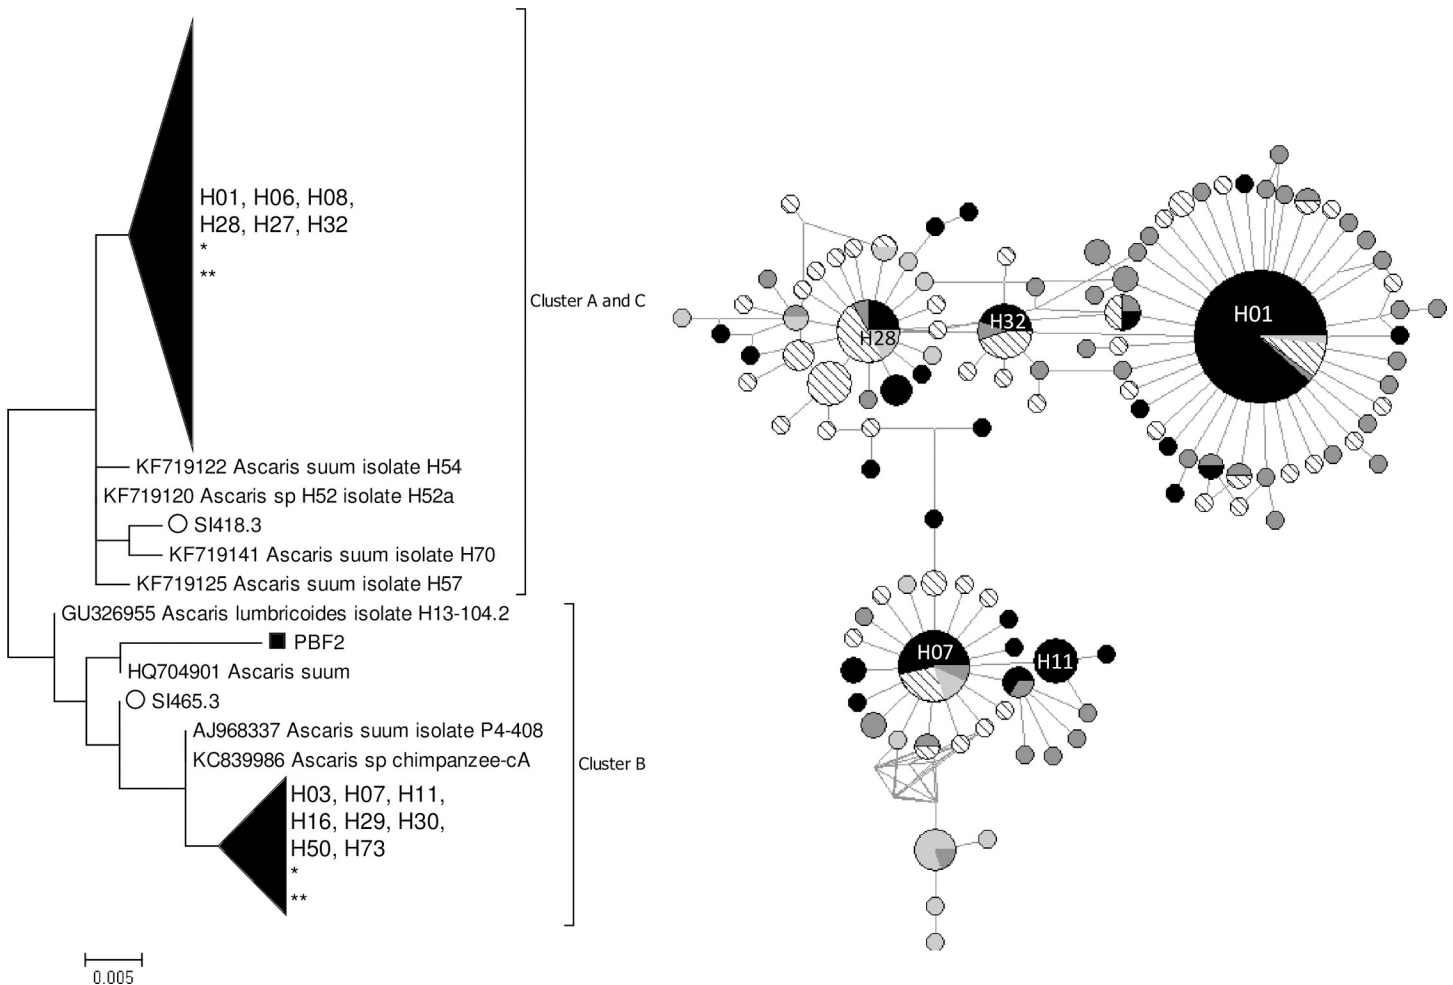 H01, H06, H08,
H28, H27, H32
*
**
Cluster A and C
KF719122 Ascaris suum isolate H54
KF719120 Ascaris sp H52 isolate H52a
SI418.3
KF719141 Ascaris suum isolate H70
KF719125 Ascaris suum isolate H57
GU326955 Ascaris lumbricoides isolate H13-104.2
PBF2
HQ704901 Ascaris suum
SI465.3
AJ968337 Ascaris suum isolate P4-408
KC839986 Ascaris sp chimpanzee-cA
Cluster B
H03, H07, H11,
H16, H29, H30,
H50, H73
*
**
0.005
H28
H32
H01
H07
H11